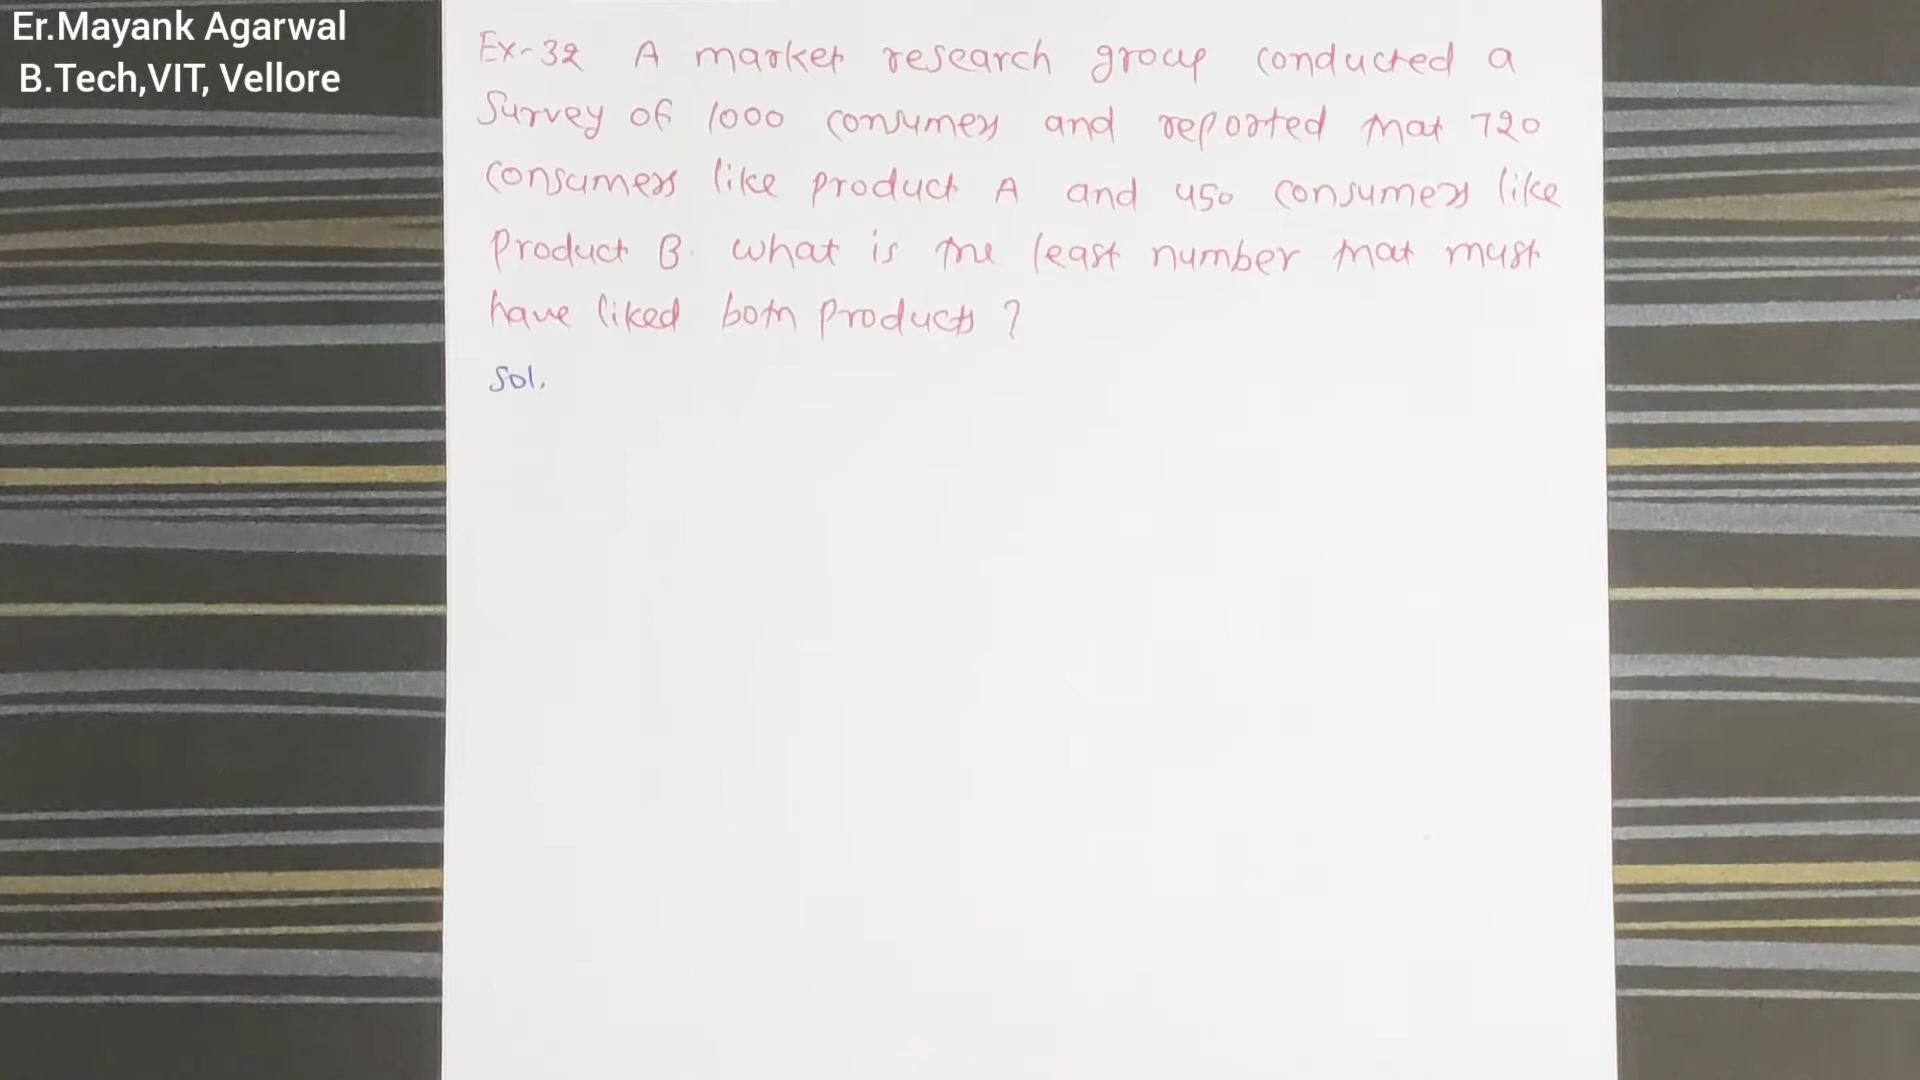 Er.Mayank Agarwal
B.Tech,VIT, Vellore
Ex-32 A market research group conducted a
Survey of 1000 consumers and reported that 720
consumers like product A and 450 consumers like
Product B. what is the least number that must
have liked both products ?
Sol.